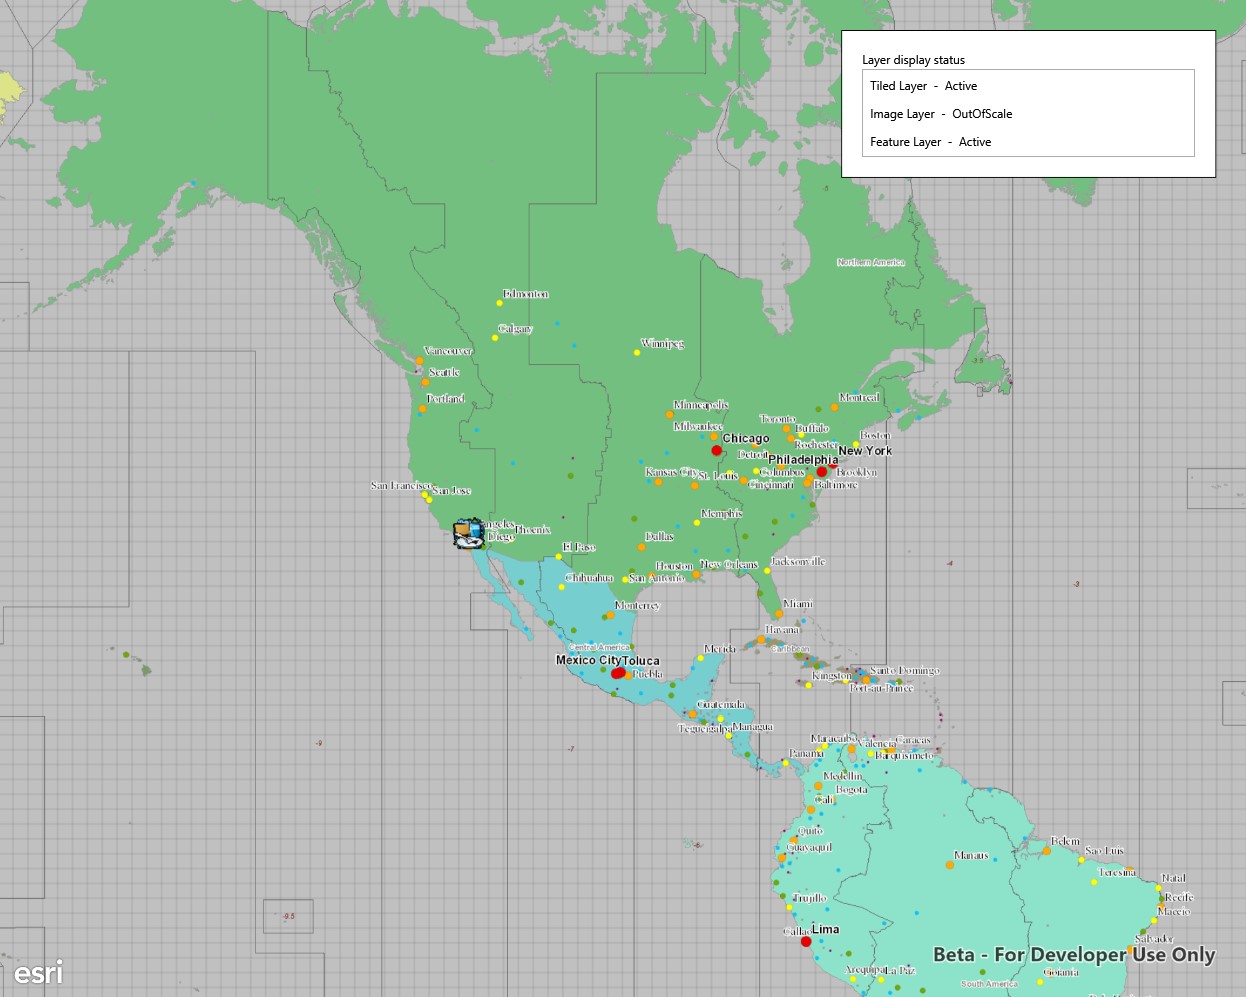 Layer display status
Tiled Layer - Active
Image Layer - OutOfScale
Feature Layer - Active
-5
Northern America
Edmonton
Calgary
Winnipeg
Vancouver
Seattle
Portland
-3.5
Minneapolis
Milwaukee
Chicago
Toronto
Buffalo
Montreal
Rochester
Boston
Detroit
Philadelphia
New York
Kansas City
St. Louis
Columbus
Brooklyn
Cincinnati
Baltimore
San Francisco
San Jose
Memphis
Angeles
Diego
Phoenix
El Paso
Dallas
Houston
New Orleans
Jacksonville
-4
-3
Chihuahua
San Antonio
Monterrey
Miami
Havana
Central America
Caribbean
Merida
Mexico City
Toluca
Puebla
Kingston
Santo Domingo
Port-au-Prince
Guatemala
Tegucigalpa
Managua
-9
-7
Maracaibo
Valencia
Caracas
Panama
Barquisimeto
Medellin
Bogota
Cali
Quito
-6
Guayaquil
Belem
Sao Luis
Manaus
Teresina
Natal
Trujillo
Recife
Maceio
-9.5
Callao
Lima
Salvador
Beta - For Developer Use Only
esri
Arequipa
La Paz
South America
Goiania